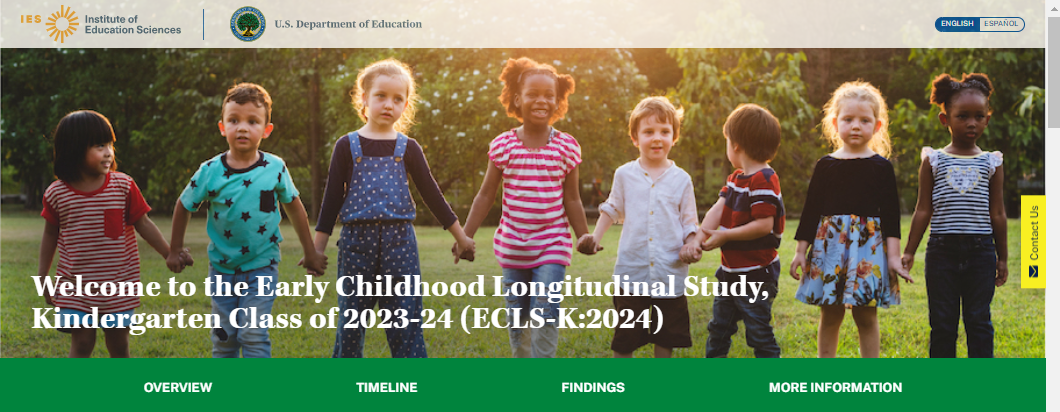 IES
Institute of
Education Sciences
U.S. Department of Education
ENGLISH ESPAÑOL
Contact Us
Welcome to the Early Childhood Longitudinal Study,
Kindergarten Class of 2023-24 (ECLS-K:2024)
OVERVIEW TIMELINE FINDINGS MORE INFORMATION